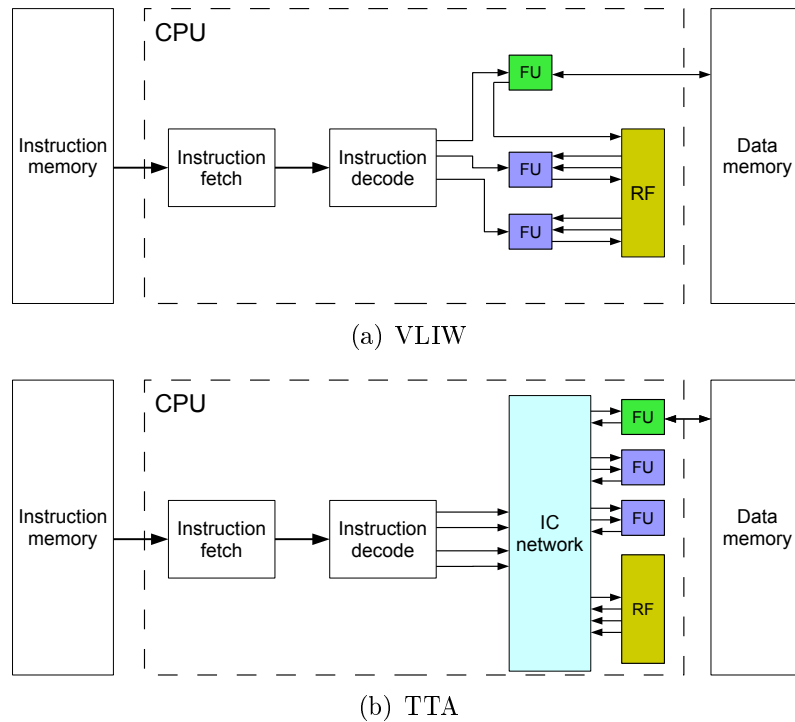 CPU
FU
Instruction
memory
Instruction
fetch
Instruction
decode
FU
RF
FU
Data
memory
(a) VLIW
CPU
FU
FU
Instruction
memory
Instruction
fetch
Instruction
decode
IC
network
FU
RF
Data
memory
(b) TTA